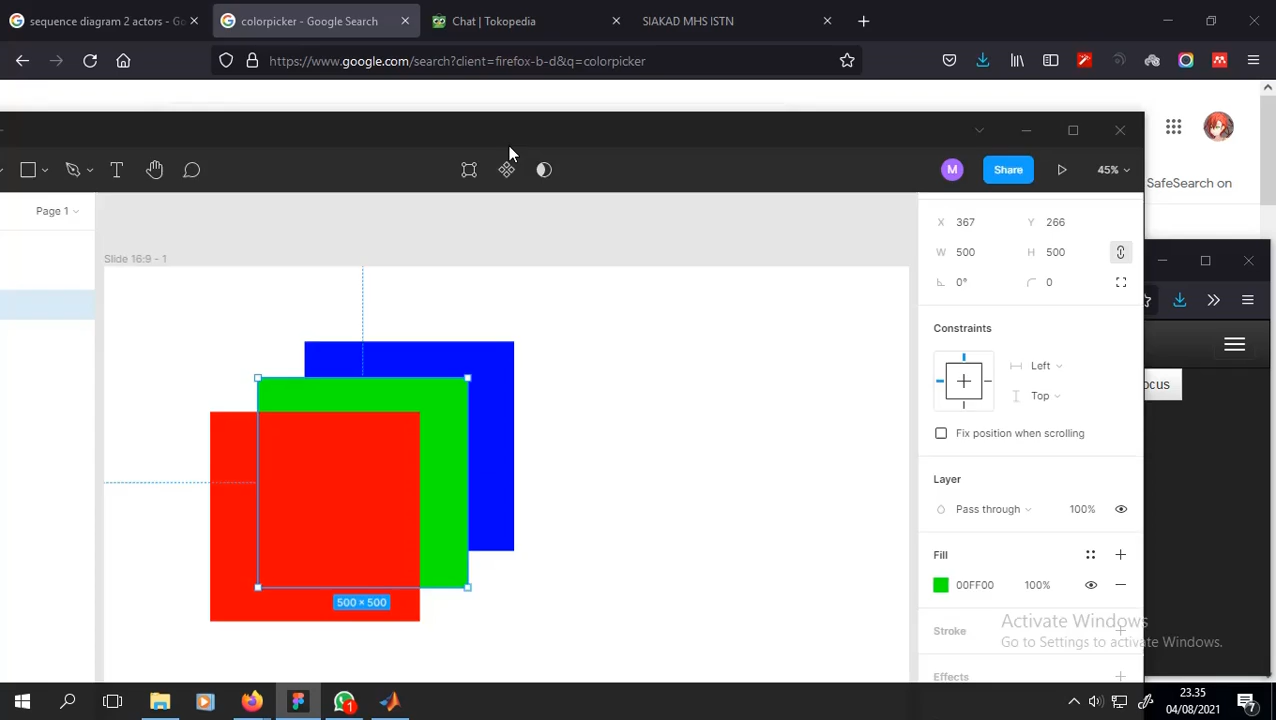 sequence diagram 2 actors - Go
colorpicker - Google Search
Chat | Tokopedia
SIAKAD MHS ISTN
https://www.google.com/search?client=firefox-b-d&q=colorpicker
M
Share
45%
SafeSearch on
Page 1
X 367
Y 266
W 500
H 500
0°
0
Slide 16:9 - 1
Constraints
Left
Top
ocus
Fix position when scrolling
Layer
Pass through
100%
Fill
00FF00
100%
500 × 500
Stroke
Activate Windows
Go to Settings to activate Windows.
Effects
1
23.35
04/08/2021
7